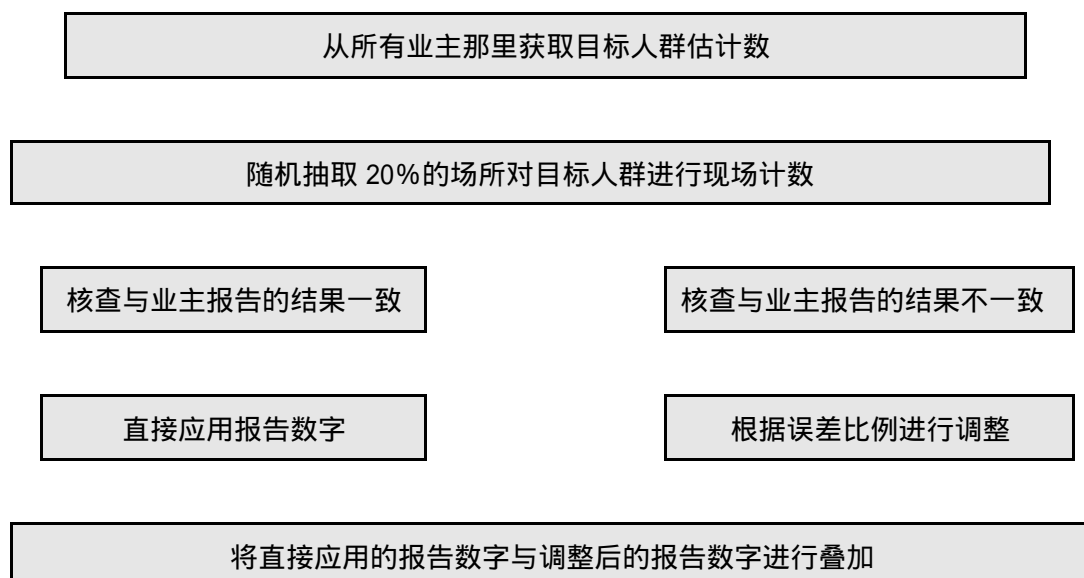 从所有业主那里获取目标人群估计数
随机抽取 20%的场所对目标人群进行现场计数
核查与业主报告的结果一致
核查与业主报告的结果不一致
直接应用报告数字
根据误差比例进行调整
将直接应用的报告数字与调整后的报告数字进行叠加